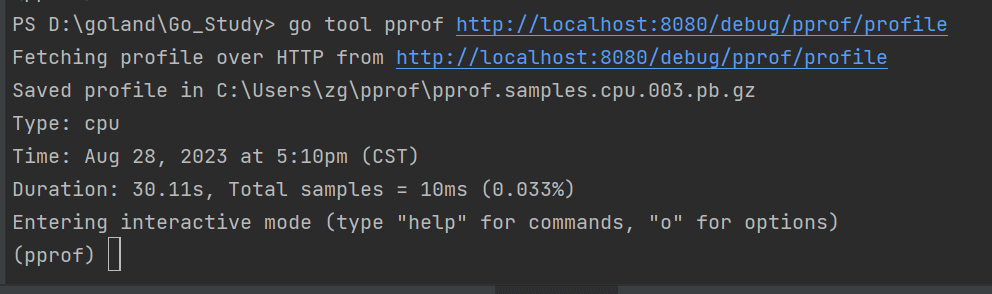 PS D:\goland\Go_Study> go tool pprof http://localhost:8080/debug/pprof/profile
Fetching profile over HTTP from http://localhost:8080/debug/pprof/profile
Saved profile in C:\Users\zg\pprof\pprof.samples.cpu.003.pb.gz
Type: cpu
Time: Aug 28, 2023 at 5:10pm (CST)
Duration: 30.11s, Total samples = 10ms (0.033%)
Entering interactive mode (type "help" for commands, "o" for options)
(pprof)